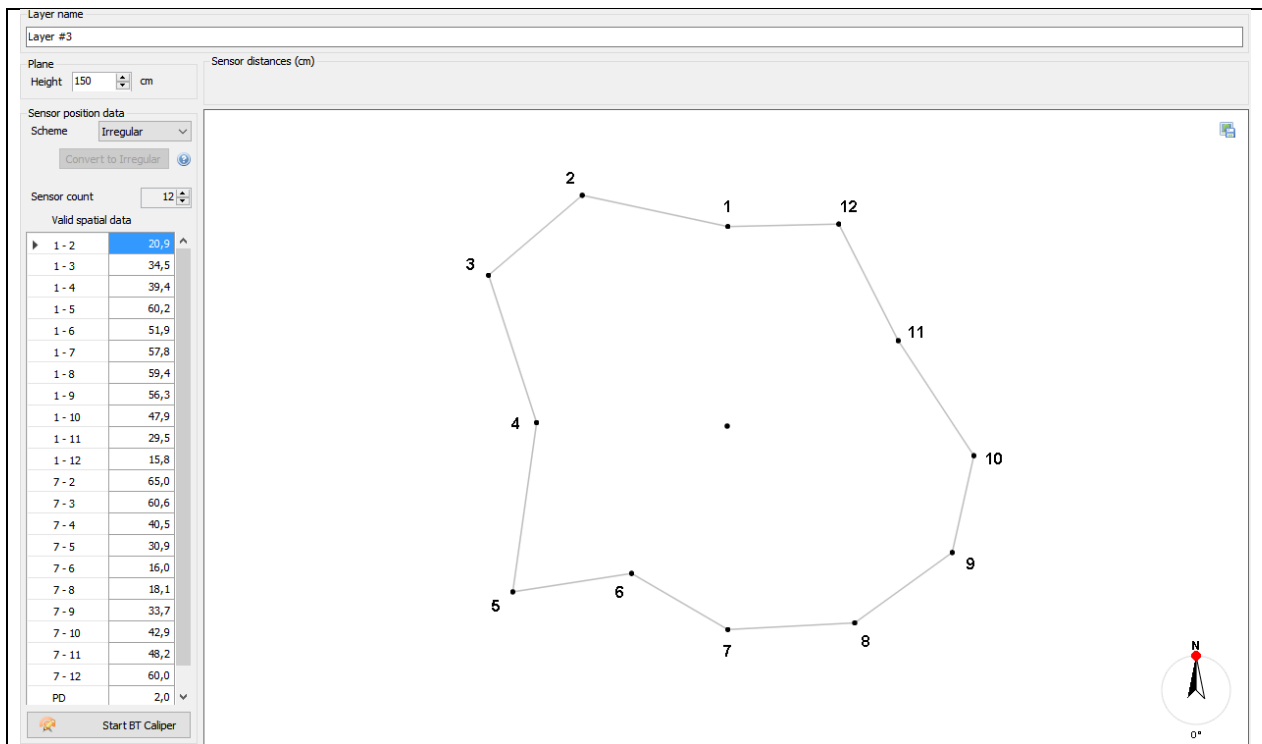 Layer name
Layer #3
Plane
Height 150 cm
Sensor distances (cm)
Sensor position data
Scheme Irregular
Convert to Irregular
Sensor count 12
Valid spatial data
1 - 2 20,9
1 - 3 34,5
1 - 4 39,4
1 - 5 60,2
1 - 6 51,9
1 - 7 57,8
1 - 8 59,4
1 - 9 56,3
1 - 10 47,9
1 - 11 29,5
1 - 12 15,8
7 - 2 65,0
7 - 3 60,6
7 - 4 40,5
7 - 5 30,9
7 - 6 16,0
7 - 8 18,1
7 - 9 33,7
7 - 10 42,9
7 - 11 48,2
7 - 12 60,0
PD 2,0
Start BT Caliper
2
1
12
3
11
4
10
9
5
6
8
7
N
0°